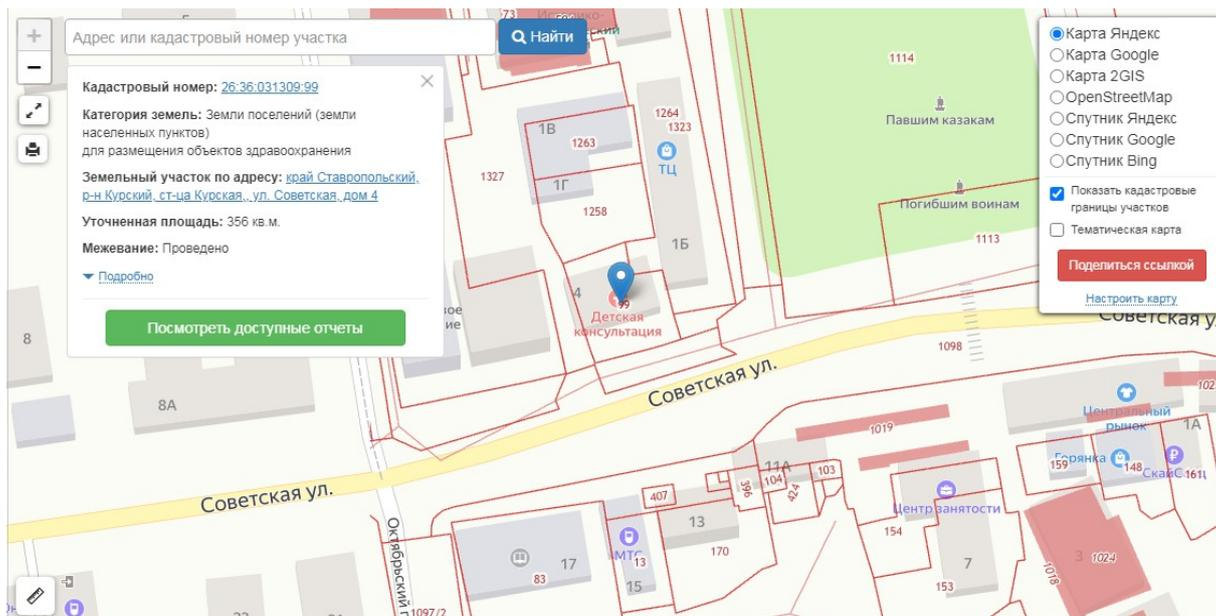 Адрес или кадастровый номер участка
Найти
Кадастровый номер: 26:36:031309:99
Категория земель: Земли поселений (земли
населенных пунктов)
для размещения объектов здравоохранения
Земельный участок по адресу: край Ставропольский,
р-н Курский, ст-ца Курская,, ул. Советская, дом 4
Уточненная площадь: 356 кв.м.
Межевание: Проведено
Подробно
Посмотреть доступные отчеты
Карта Яндекс
Карта Google
Карта 2GIS
OpenStreetMap
Спутник Яндекс
Спутник Google
Спутник Bing
Показать кадастровые
границы участков
Тематическая карта
Поделиться ссылкой
Настроить карту
1114
Павшим казакам
Погибшим воинам
1113
1264
1323
ТЦ
1В
1263
1Г
1327
1258
1Б
4
99
Детская
консультация
8
8А
Советская ул.
1098
Советская ул.
Октябрьский
Центральный
рынок
1А
1019
Горянка
159
148
161
11А
103
104
424
396
407
Центр занятости
154
13
170
МТС
13
15
17
83
7
153
3
1024
1018
1097/2